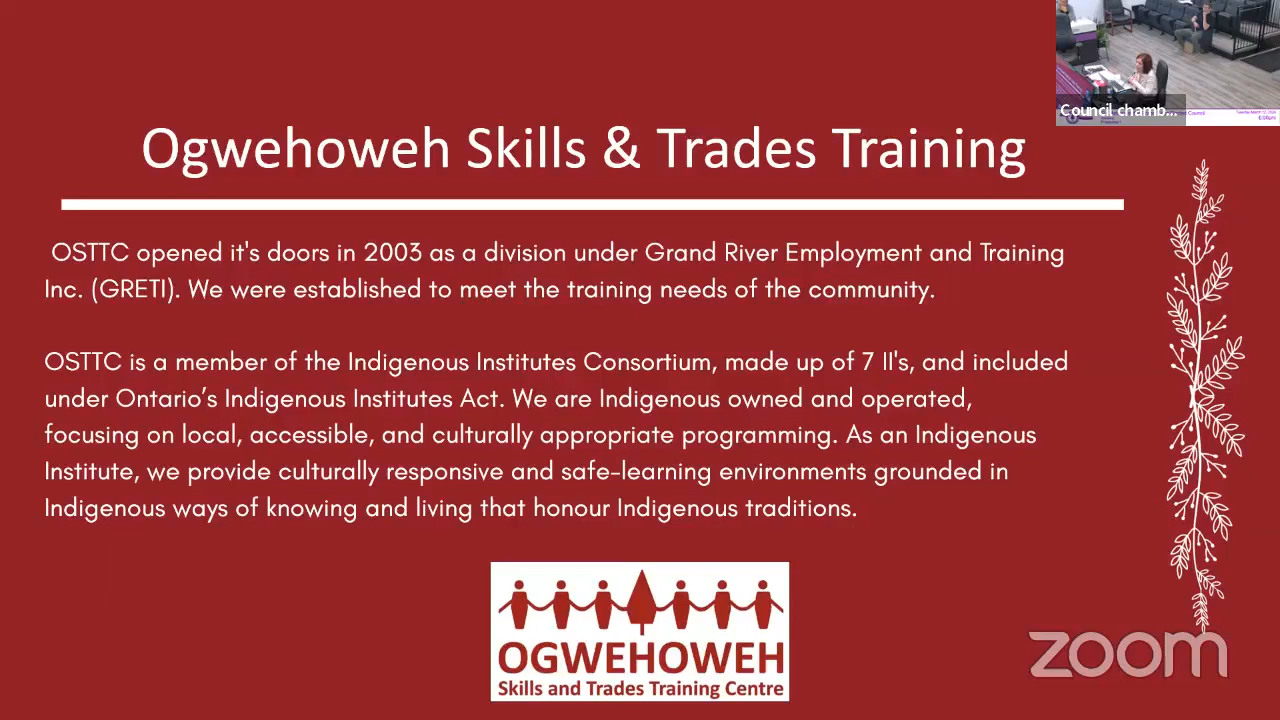 Council chamb...
Ogwehoweh Skills & Trades Training
OSTTC opened it's doors in 2003 as a division under Grand River Employment and Training
Inc. (GRETI). We were established to meet the training needs of the community.
OSTTC is a member of the Indigenous Institutes Consortium, made up of 7 II's, and included
under Ontario’s Indigenous Institutes Act. We are Indigenous owned and operated,
focusing on local, accessible, and culturally appropriate programming. As an Indigenous
Institute, we provide culturally responsive and safe-learning environments grounded in
Indigenous ways of knowing and living that honour Indigenous traditions.
OGWEHOWEH
Skills and Trades Training Centre
zoom